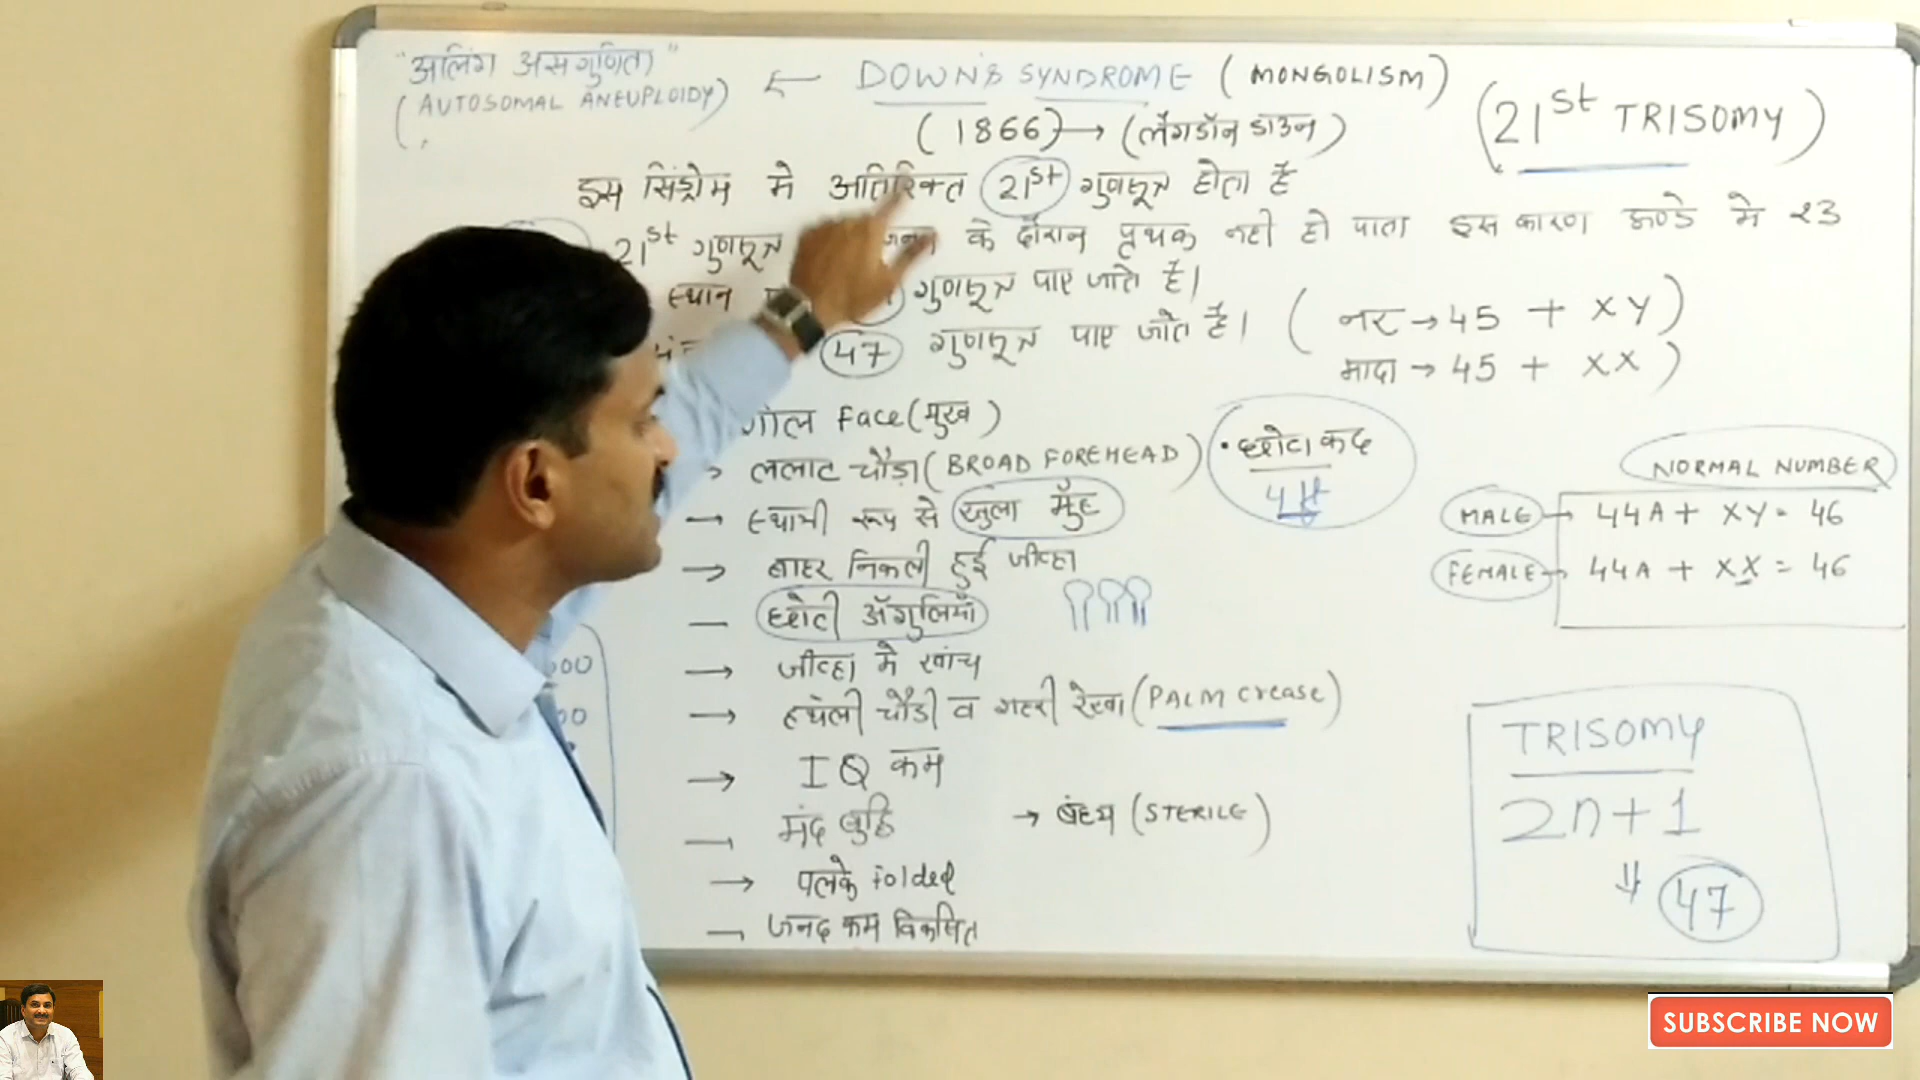 "अलिंग असगुणिता"
(AUTOSOMAL ANEUPLOIDY)
← DOWN'S SYNDROME (MONGOLISM)
(21st TRISOMY)
(1866) → (लैंगडॉन डाउन)
इस सिंड्रोम मे अतिरिक्त 21st गुणसूत्र होता है
21st गुणसूत्र के दौरान पृथक नही हो पाता इस कारण अण्डे मे 23
स्थान गुणसूत्र पाए जाते है।
47 गुणसूत्र पाए जाते है।
( नर → 45 + XY )
मादा → 45 + XX )
गोल Face (मुख)
→ ललाट चौड़ा (BROAD FOREHEAD)
• छोटा कद
4 ft
→ स्थायी रूप से खुला मुँह
→ बाहर निकली हुई जीव्हा
— छोटी अँगुलियाँ
→ जीव्हा मे खांच
→ हथेली चौडी व गहरी रेखा (PALM Crease)
→ IQ कम
— मंद बुद्धि
→ बंध्य (STERILE)
→ पलके folded
— जनद कम विकसित
NORMAL NUMBER
MALE → 44A + XY = 46
FEMALE → 44A + XX = 46
TRISOMY
2n+1
⇓ 47
SUBSCRIBE NOW